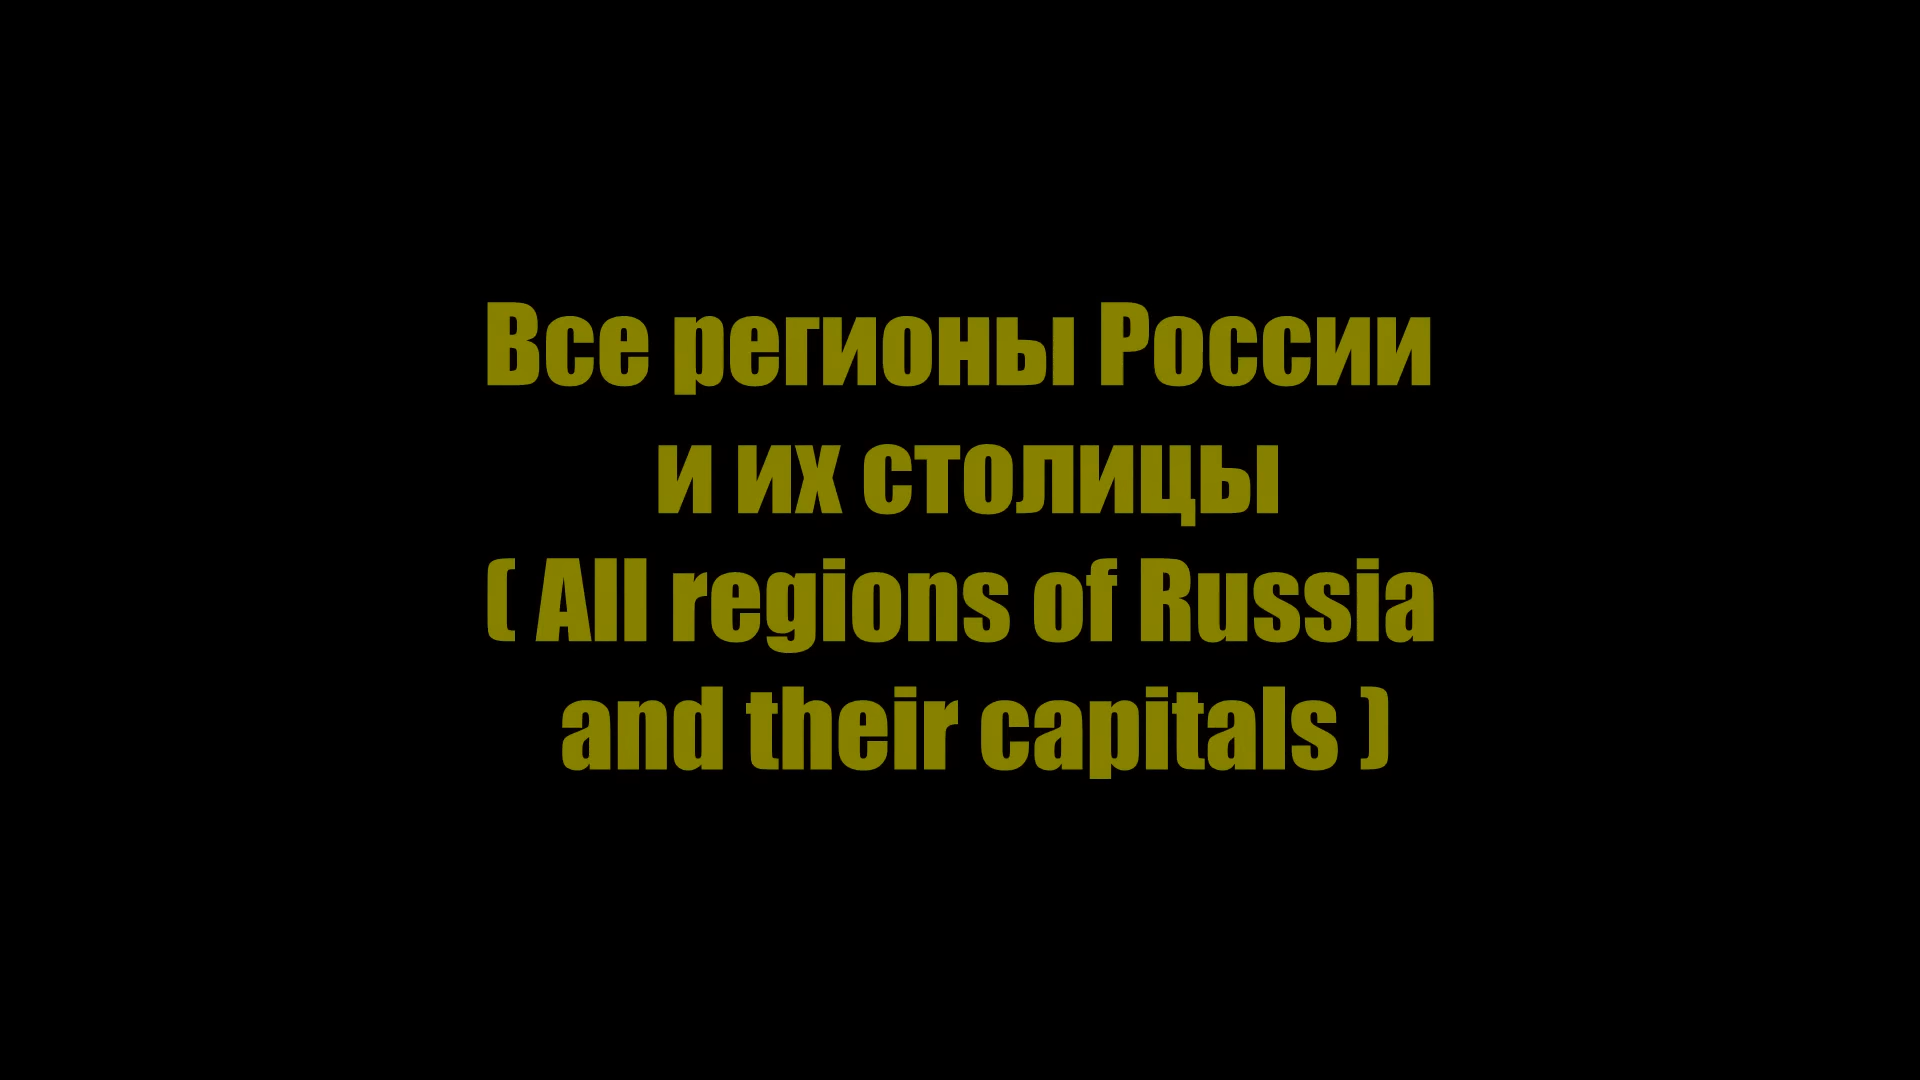 Все регионы России
и их столицы
( All regions of Russia
and their capitals )